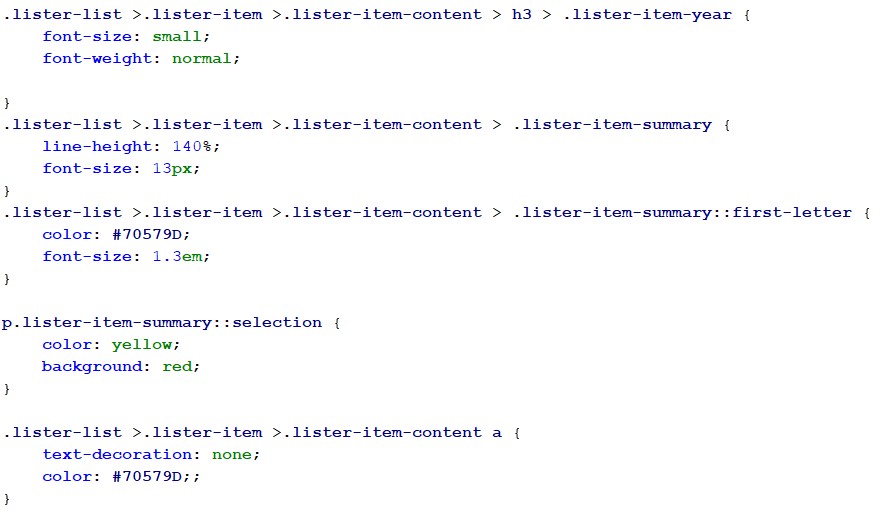 .lister-list >.lister-item >.lister-item-content > h3 > .lister-item-year {
    font-size: small;
    font-weight: normal;

}
.lister-list >.lister-item >.lister-item-content > .lister-item-summary {
    line-height: 140%;
    font-size: 13px;
}
.lister-list >.lister-item >.lister-item-content > .lister-item-summary::first-letter {
    color: #70579D;
    font-size: 1.3em;
}

p.lister-item-summary::selection {
    color: yellow;
    background: red;
}

.lister-list >.lister-item >.lister-item-content a {
    text-decoration: none;
    color: #70579D;;
}